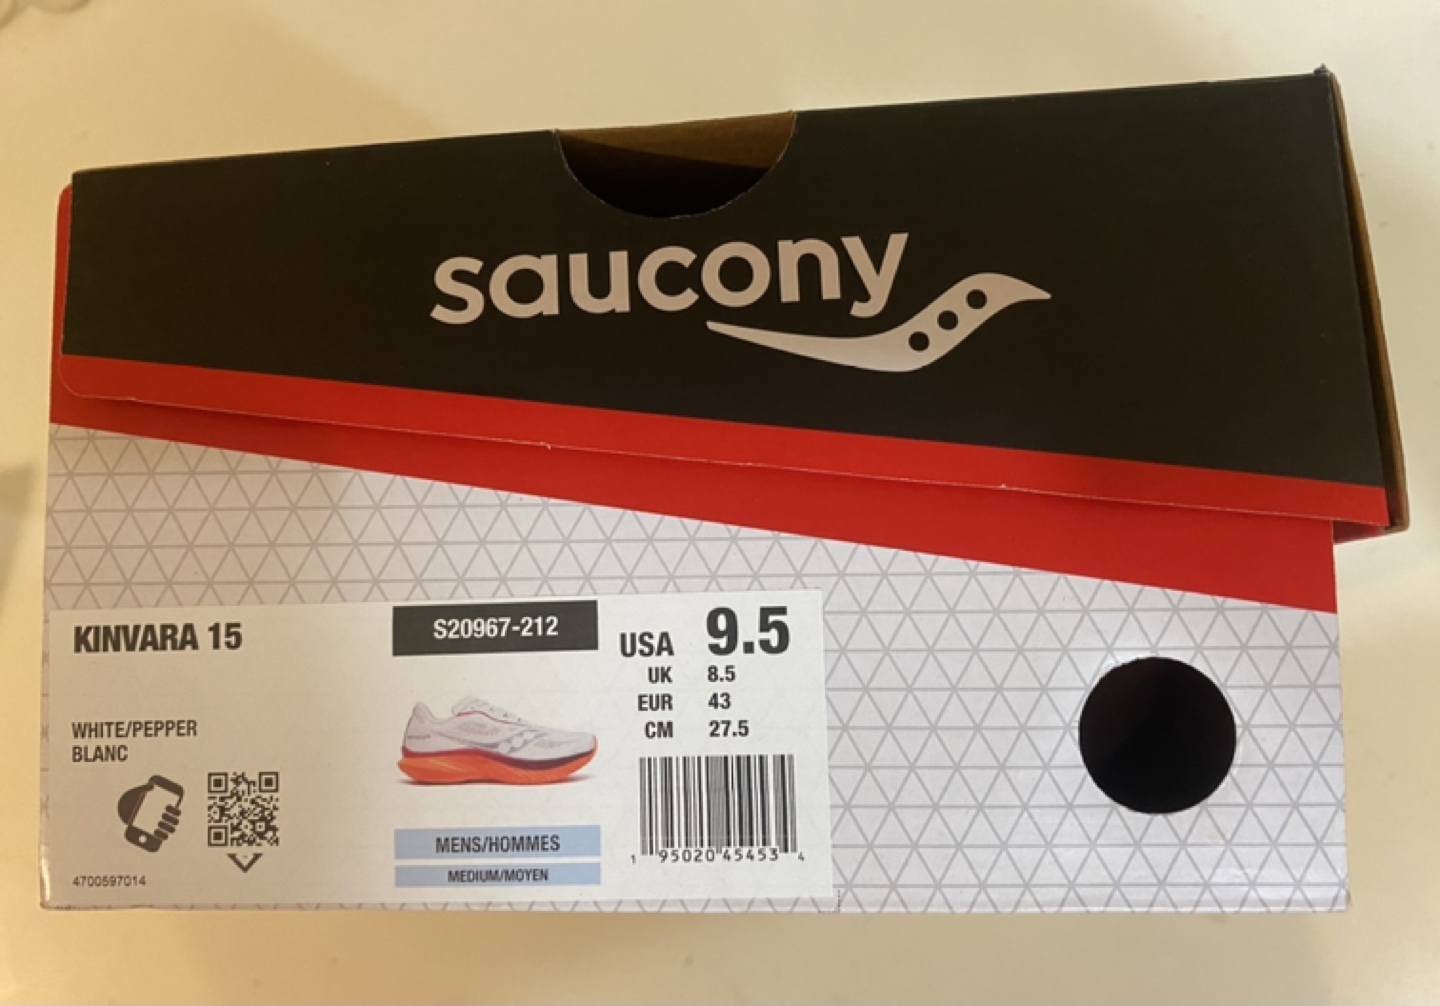 saucony
KINVARA 15
S20967-212
USA 9.5
UK 8.5
EUR 43
CM 27.5
WHITE/PEPPER
BLANC
4700597014
MENS/HOMMES
MEDIUM/MOYEN
1 95020 45453 4